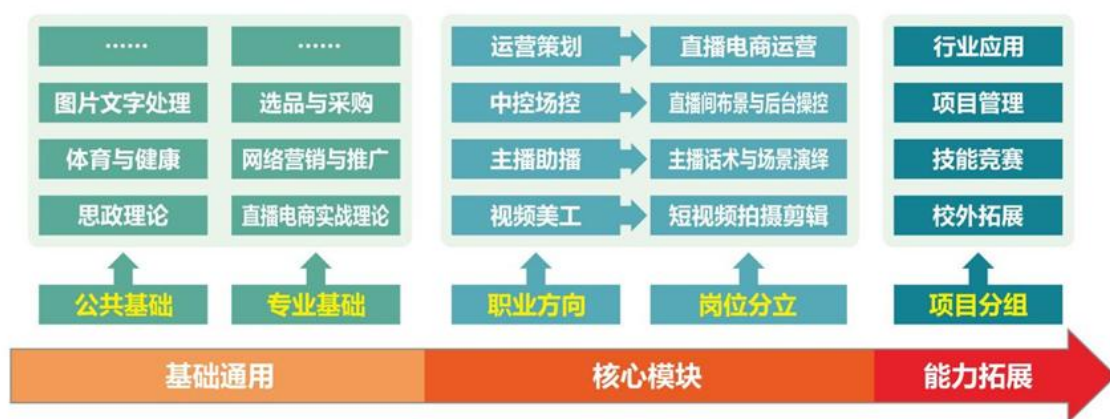 …… …… 运营策划 直播电商运营 行业应用
图片文字处理 选品与采购 中控场控 直播间布景与后台操控 项目管理
体育与健康 网络营销与推广 主播助播 主播话术与场景演绎 技能竞赛
思政理论 直播电商实战理论 视频美工 短视频拍摄剪辑 校外拓展
公共基础 专业基础 职业方向 岗位分立 项目分组
基础通用 核心模块 能力拓展